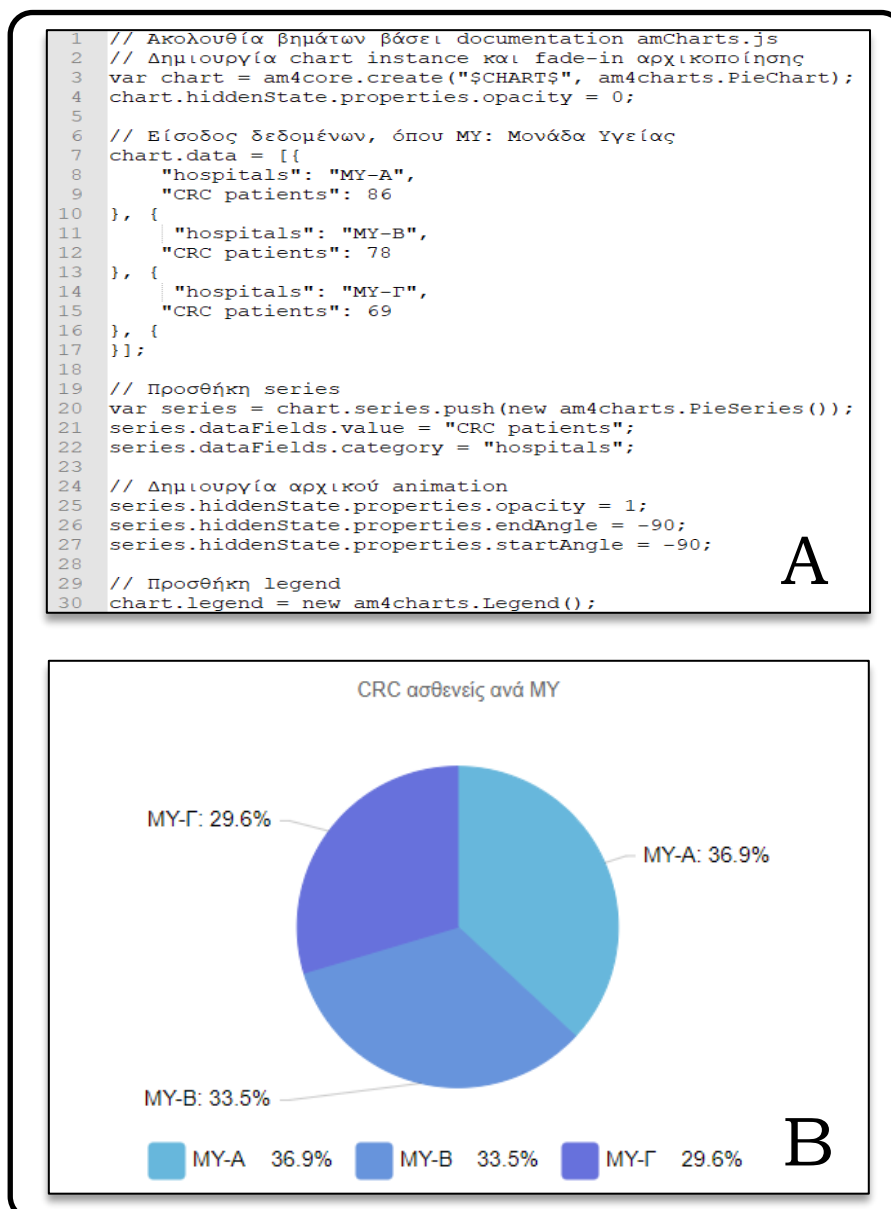 1 // Ακολουθία βημάτων βάσει documentation amCharts.js
2 // Δημιουργία chart instance και fade-in αρχικοποίησης
3 var chart = am4core.create("$CHART$", am4charts.PieChart);
4 chart.hiddenState.properties.opacity = 0;
5
6 // Είσοδος δεδομένων, όπου ΜΥ: Μονάδα Υγείας
7 chart.data = [{
8 "hospitals": "ΜΥ-Α",
9 "CRC patients": 86
10 }, {
11 "hospitals": "ΜΥ-Β",
12 "CRC patients": 78
13 }, {
14 "hospitals": "ΜΥ-Γ",
15 "CRC patients": 69
16 }, {
17 }];
18
19 // Προσθήκη series
20 var series = chart.series.push(new am4charts.PieSeries());
21 series.dataFields.value = "CRC patients";
22 series.dataFields.category = "hospitals";
23
24 // Δημιουργία αρχικού animation
25 series.hiddenState.properties.opacity = 1;
26 series.hiddenState.properties.endAngle = -90;
27 series.hiddenState.properties.startAngle = -90;
28
29 // Προσθήκη legend
30 chart.legend = new am4charts.Legend();
A
CRC ασθενείς ανά ΜΥ
ΜΥ-Γ: 29.6%
ΜΥ-Α: 36.9%
ΜΥ-Β: 33.5%
ΜΥ-Α 36.9% ΜΥ-Β 33.5% ΜΥ-Γ 29.6%
B